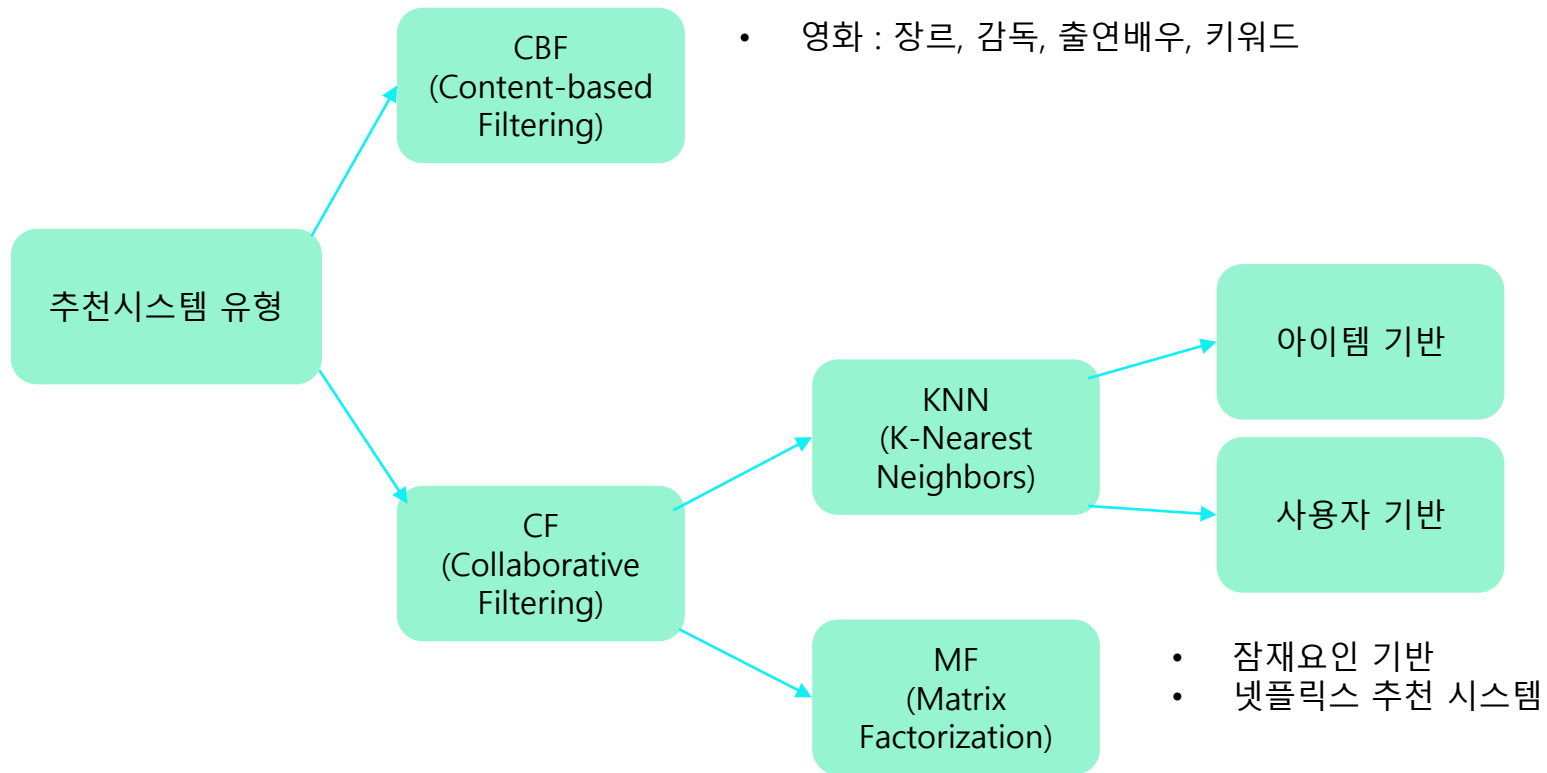 CBF
(Content-based
Filtering)
• 영화 : 장르, 감독, 출연배우, 키워드
추천시스템 유형
CF
(Collaborative
Filtering)
KNN
(K-Nearest
Neighbors)
아이템 기반
사용자 기반
MF
(Matrix
Factorization)
• 잠재요인 기반
• 넷플릭스 추천 시스템